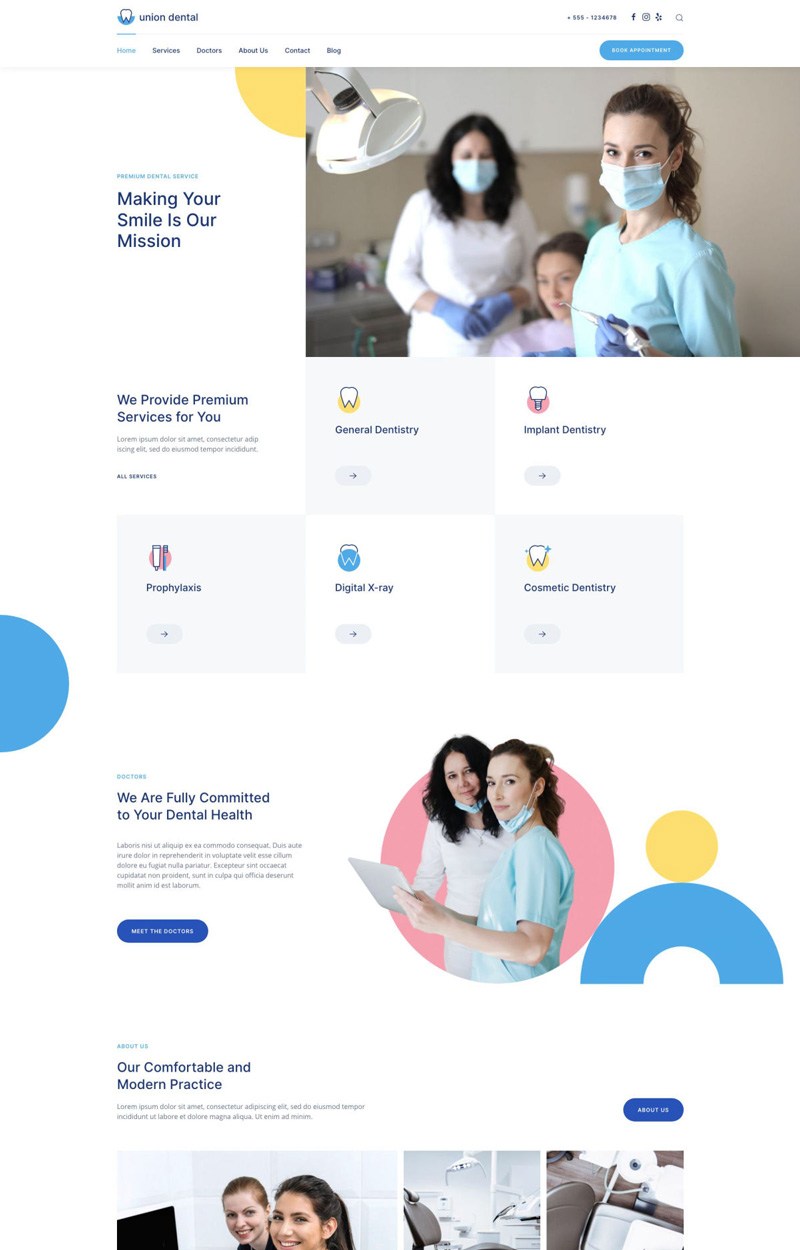 union dental
+ 555 - 1234678
Home
Services
Doctors
About Us
Contact
Blog
BOOK APPOINTMENT
PREMIUM DENTAL SERVICE
Making Your
Smile Is Our
Mission
We Provide Premium
Services for You
Lorem ipsum dolor sit amet, consectetur adip
iscing elit, sed do eiusmod tempor incididunt.
ALL SERVICES
General Dentistry
Implant Dentistry
Prophylaxis
Digital X-ray
Cosmetic Dentistry
DOCTORS
We Are Fully Committed
to Your Dental Health
Laboris nisi ut aliquip ex ea commodo consequat. Duis aute
irure dolor in reprehenderit in voluptate velit esse cillum
dolore eu fugiat nulla pariatur. Excepteur sint occaecat
cupidatat non proident, sunt in culpa qui officia deserunt
mollit anim id est laborum.
MEET THE DOCTORS
ABOUT US
Our Comfortable and
Modern Practice
Lorem ipsum dolor sit amet, consectetur adipiscing elit, sed do eiusmod tempor
incididunt ut labore et dolore magna aliqua. Ut enim ad minim.
ABOUT US